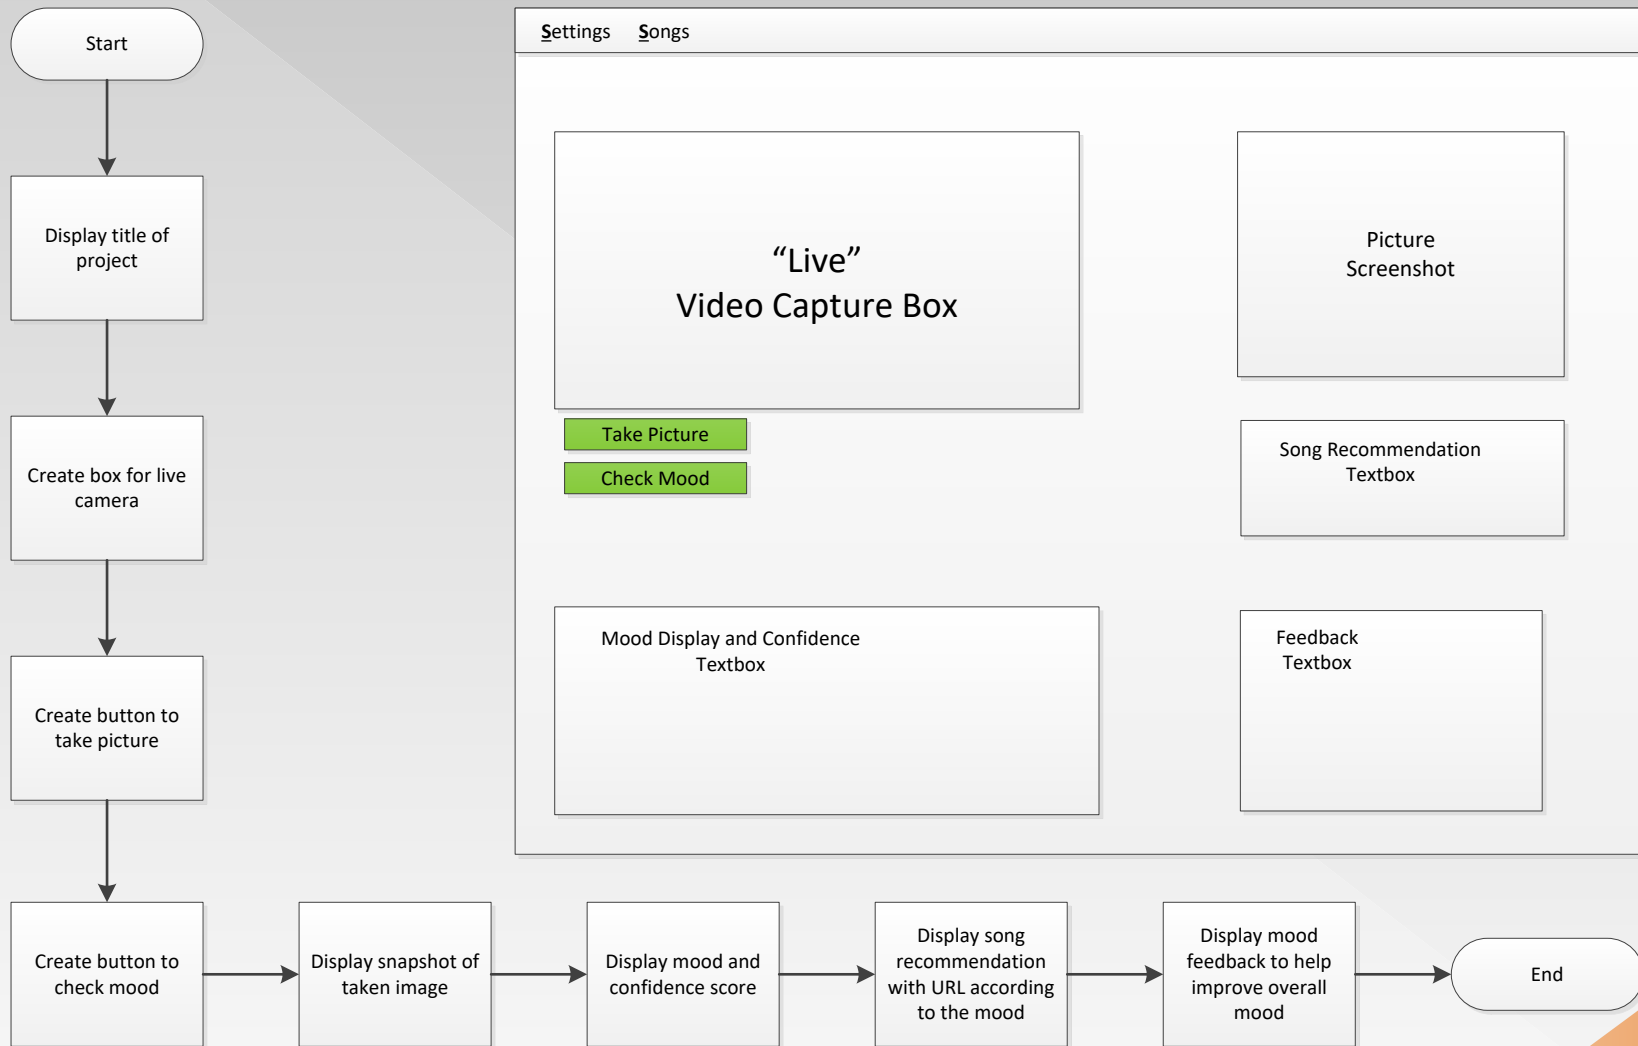 Start
Display title of
project
Create box for live
camera
Create button to
take picture
Create button to
check mood
Display snapshot of
taken image
Display mood and
confidence score
Display song
recommendation
with URL according
to the mood
Display mood
feedback to help
improve overall
mood
End
Settings Songs
“Live”
Video Capture Box
Take Picture
Check Mood
Picture
Screenshot
Song Recommendation
Textbox
Mood Display and Confidence
Textbox
Feedback
Textbox